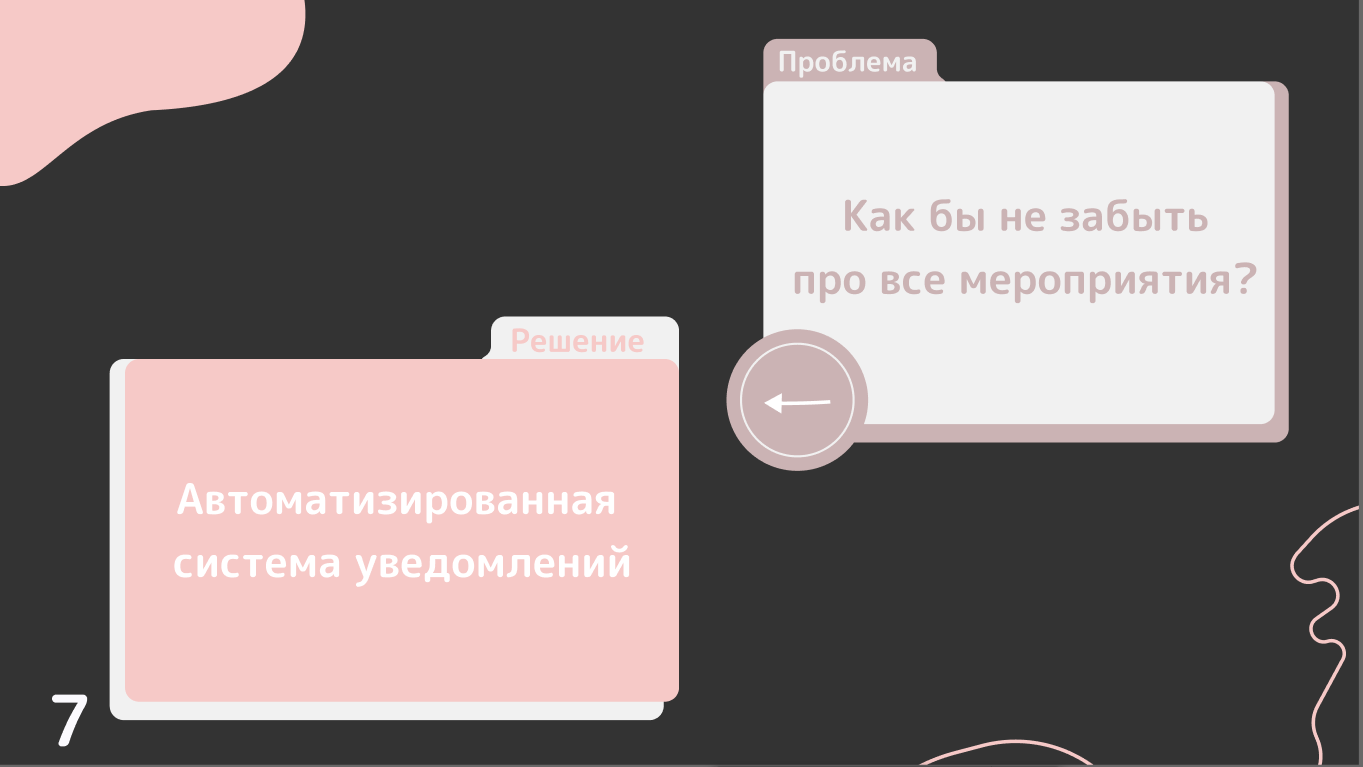 Проблема
Как бы не забыть
про все мероприятия?
Решение
Автоматизированная
система уведомлений
7